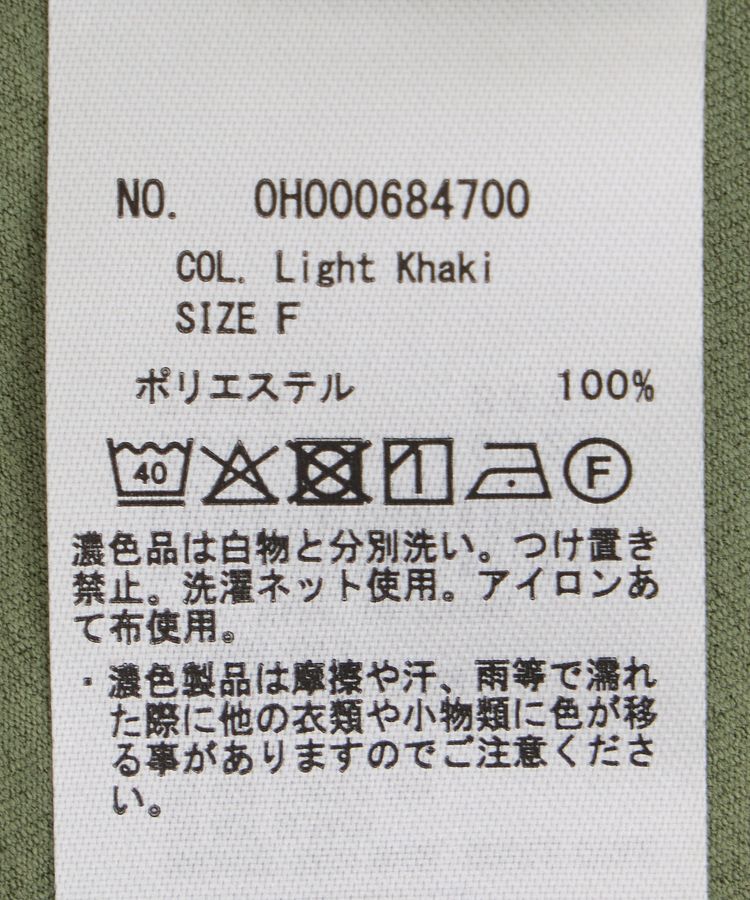 NO. 0H000684700
COL. Light Khaki
SIZE F
ポリエステル 100%
40 F
濃色品は白物と分別洗い。つけ置き
禁止。洗濯ネット使用。アイロンあ
て布使用。
・濃色製品は摩擦や汗、雨等で濡れ
た際に他の衣類や小物類に色が移
る事がありますのでご注意くださ
い。